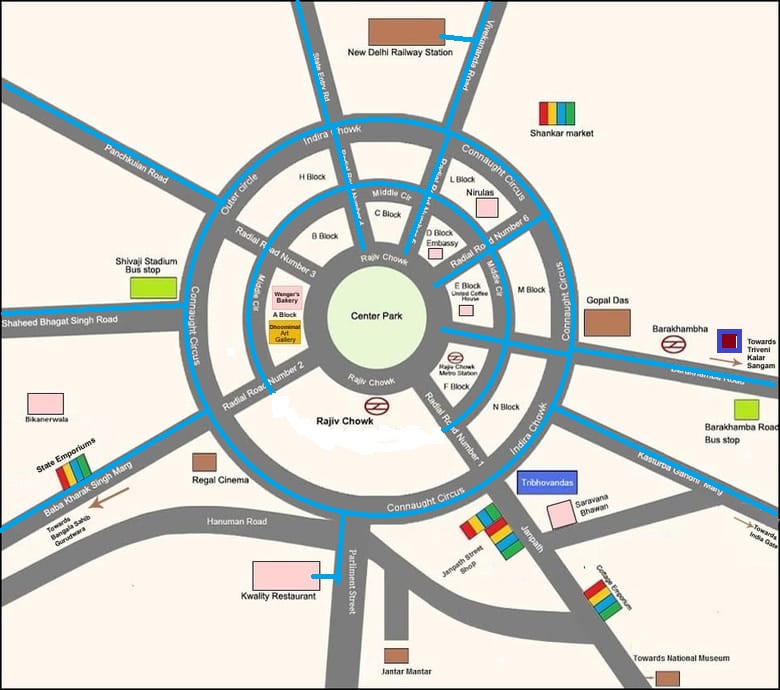 New Delhi Railway Station
State Entry Rd
Vivekananda Road
Shankar market
Indira Chowk
Connaught Circus
Panchkuian Road
Outer circle
H Block
L Block
Nirulas
Middle Cir
C Block
B Block
D Block
Embassy
Radial Road Number 6
Radial Road Number 3
Rajiv Chowk
Shivaji Stadium
Bus stop
Middle Cir
Middle Cir
M Block
Connaught Circus
Connaught Circus
Wenger's
Bakery
A Block
Dhoomimal
Art
Gallery
Center Park
E Block
United Coffee
House
Gopal Das
Barakhambha
Towards
Triveni
Kalar
Sangam
Shaheed Bhagat Singh Road
Rajiv Chowk
Metro Station
F Block
Rajiv Chowk
Barakhamba Road
Radial Road Number 2
Radial Road Number 1
N Block
Indira Chowk
Rajiv Chowk
Bikanerwala
Barakhamba Road
Bus stop
State Emporiums
Baba Kharak Singh Marg
Towards
Bangala Sahib
Gurudwara
Regal Cinema
Connaught Circus
Kasturba Gandhi Marg
Tribhovandas
Saravana
Bhawan
Towards
India Gate
Hanuman Road
Janpath
Janpath Street
Shop
Parliment Street
Kwality Restaurant
Cottage Emporium
Jantar Mantar
Towards National Museum